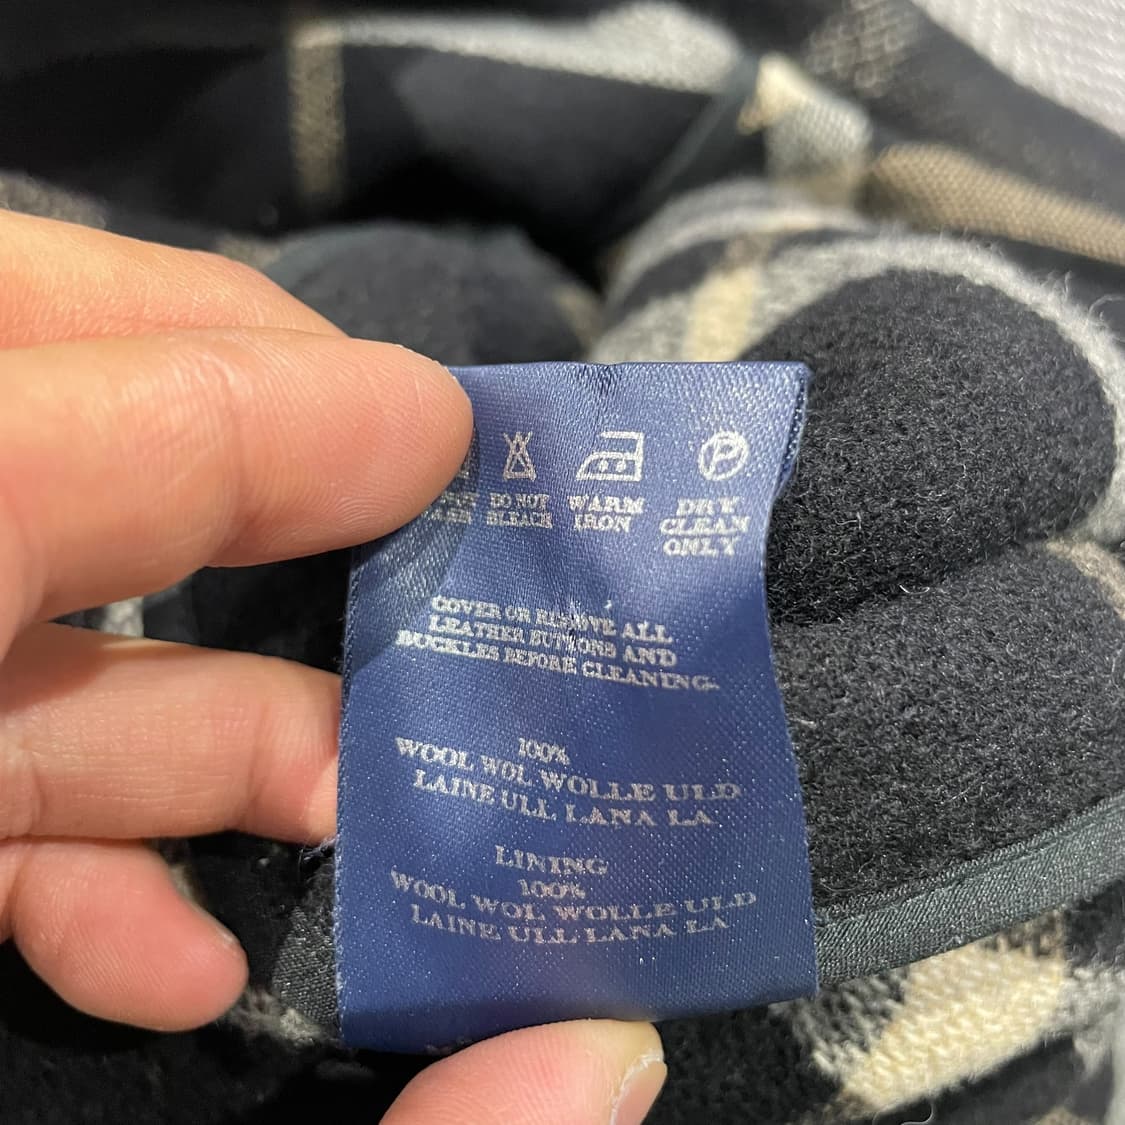 P
DO NOT
BLEACH
WARM
IRON
DRY
CLEAN
ONLY
COVER OR REMOVE ALL
LEATHER BUTTONS AND
BUCKLES BEFORE CLEANING.
100%
WOOL WOL WOLLE ULD
LAINE ULL LANA LA
LINING
100%
WOOL WOL WOLLE ULD
LAINE ULL LANA LA